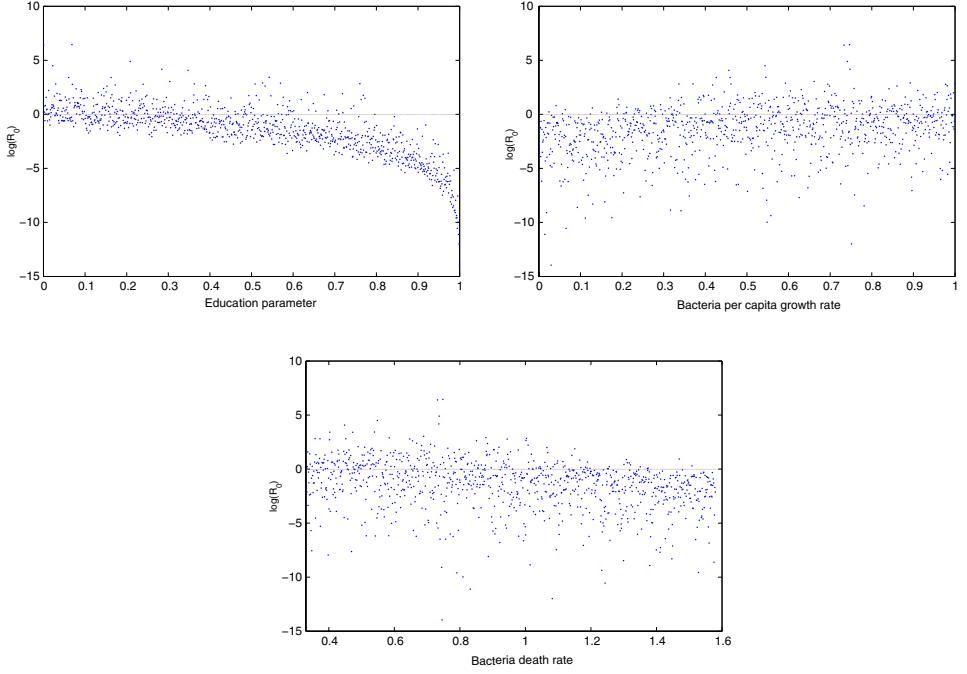 10
5
0
−5
−10
−15
log(R0)
0 0.1 0.2 0.3 0.4 0.5 0.6 0.7 0.8 0.9 1
Education parameter
10
5
0
−5
−10
−15
log(R0)
0 0.1 0.2 0.3 0.4 0.5 0.6 0.7 0.8 0.9 1
Bacteria per capita growth rate
10
5
0
−5
−10
−15
log(R0)
0.4 0.6 0.8 1 1.2 1.4 1.6
Bacteria death rate